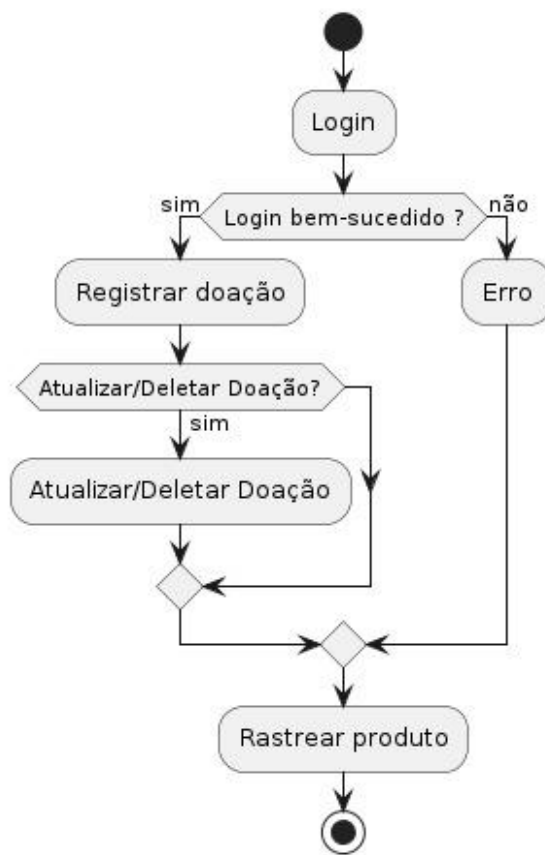 Login
sim
Login bem-sucedido ?
não
Registrar doação
Erro
Atualizar/Deletar Doação?
sim
Atualizar/Deletar Doação
Rastrear produto